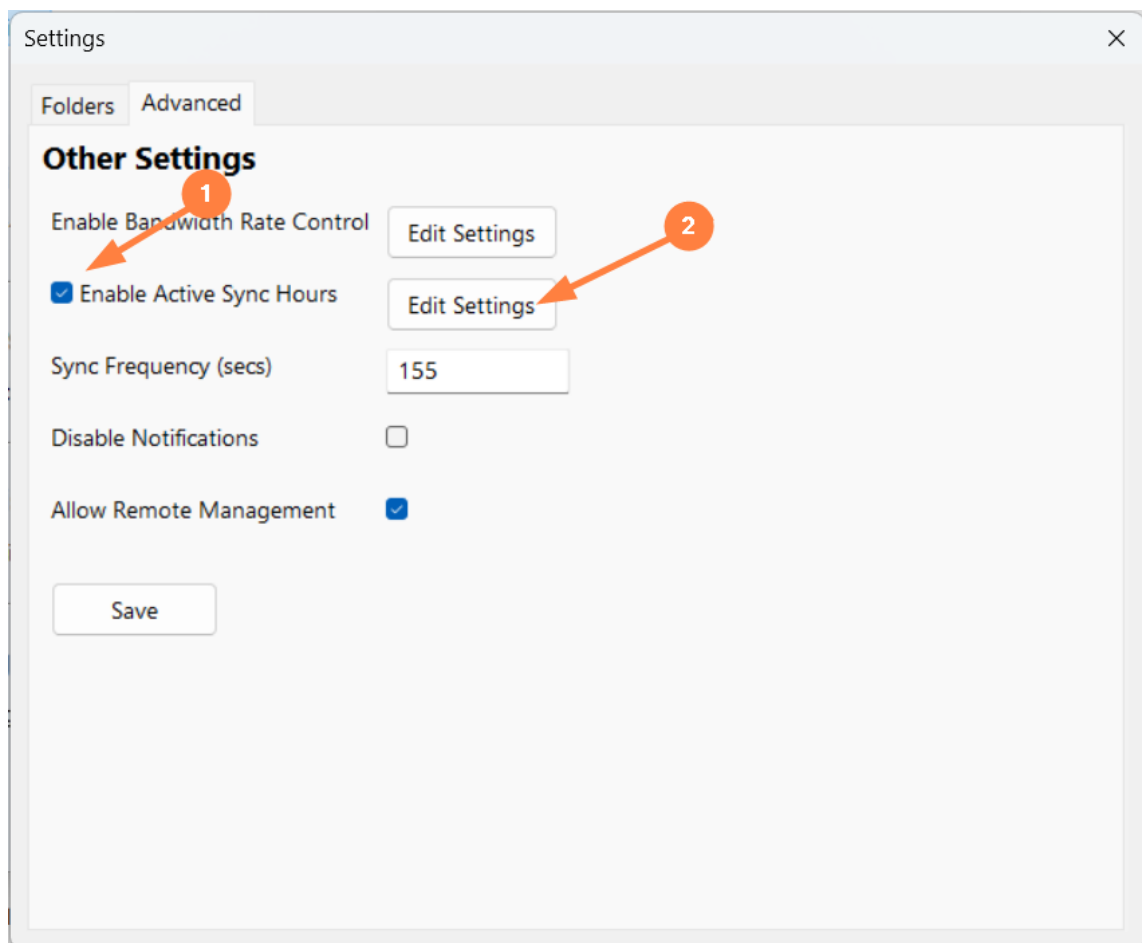 Settings
Folders
Advanced
Other Settings
1
Enable Bandwidth Rate Control
Edit Settings
2
Enable Active Sync Hours
Edit Settings
Sync Frequency (secs)
155
Disable Notifications
Allow Remote Management
Save